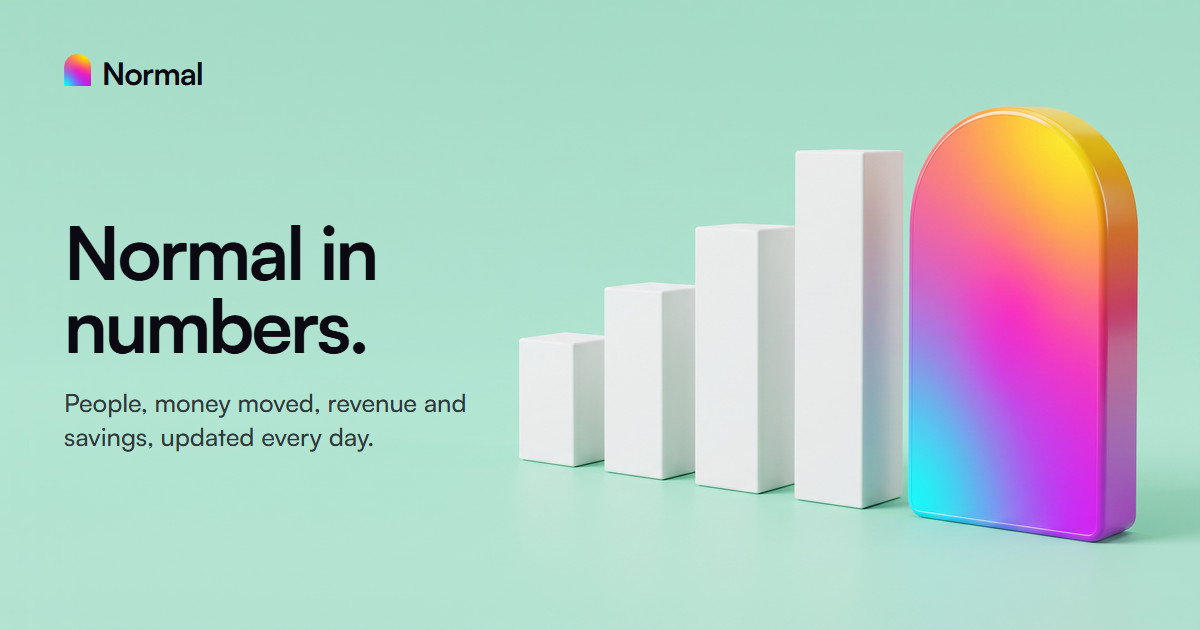 Normal
Normal in
numbers.
People, money moved, revenue and
savings, updated every day.